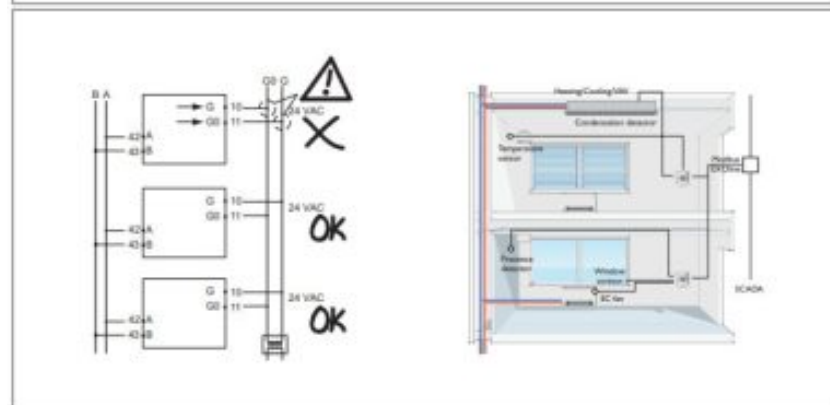 B A
G0 G
G 10
24 VAC
G0 11
42 A
43 B
G 10
24 VAC
G0 11
OK
42 A
43 B
G 10
24 VAC
G0 11
OK
42 A
43 B
Heating/Cooling/VAV
Condensation detector
Temperature
sensor
Modbus
Presence
detector
Window
EC fan
SCADA